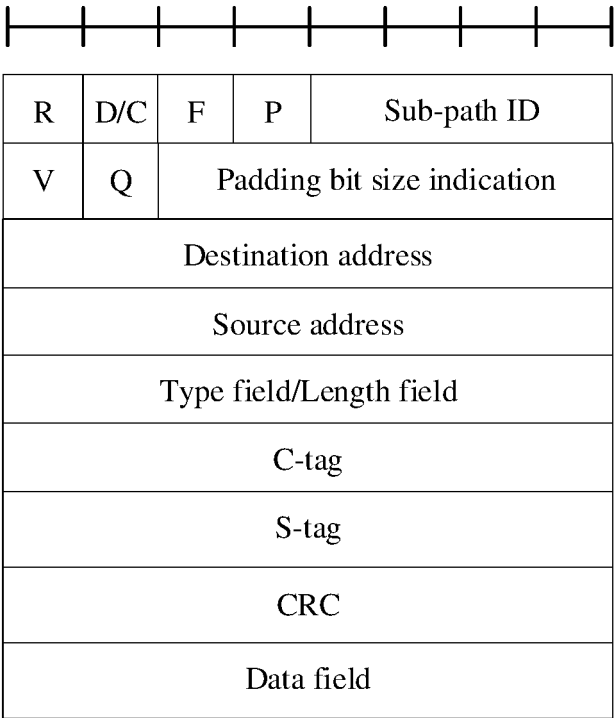 R D/C F P Sub-path ID
V Q Padding bit size indication
Destination address
Source address
Type field/Length field
C-tag
S-tag
CRC
Data field